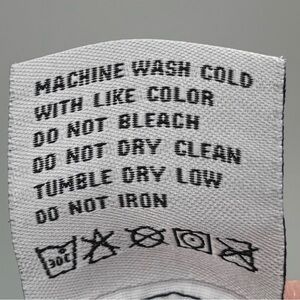 MACHINE WASH COLD
WITH LIKE COLOR
DO NOT BLEACH
DO NOT DRY CLEAN
TUMBLE DRY LOW
DO NOT IRON
30C